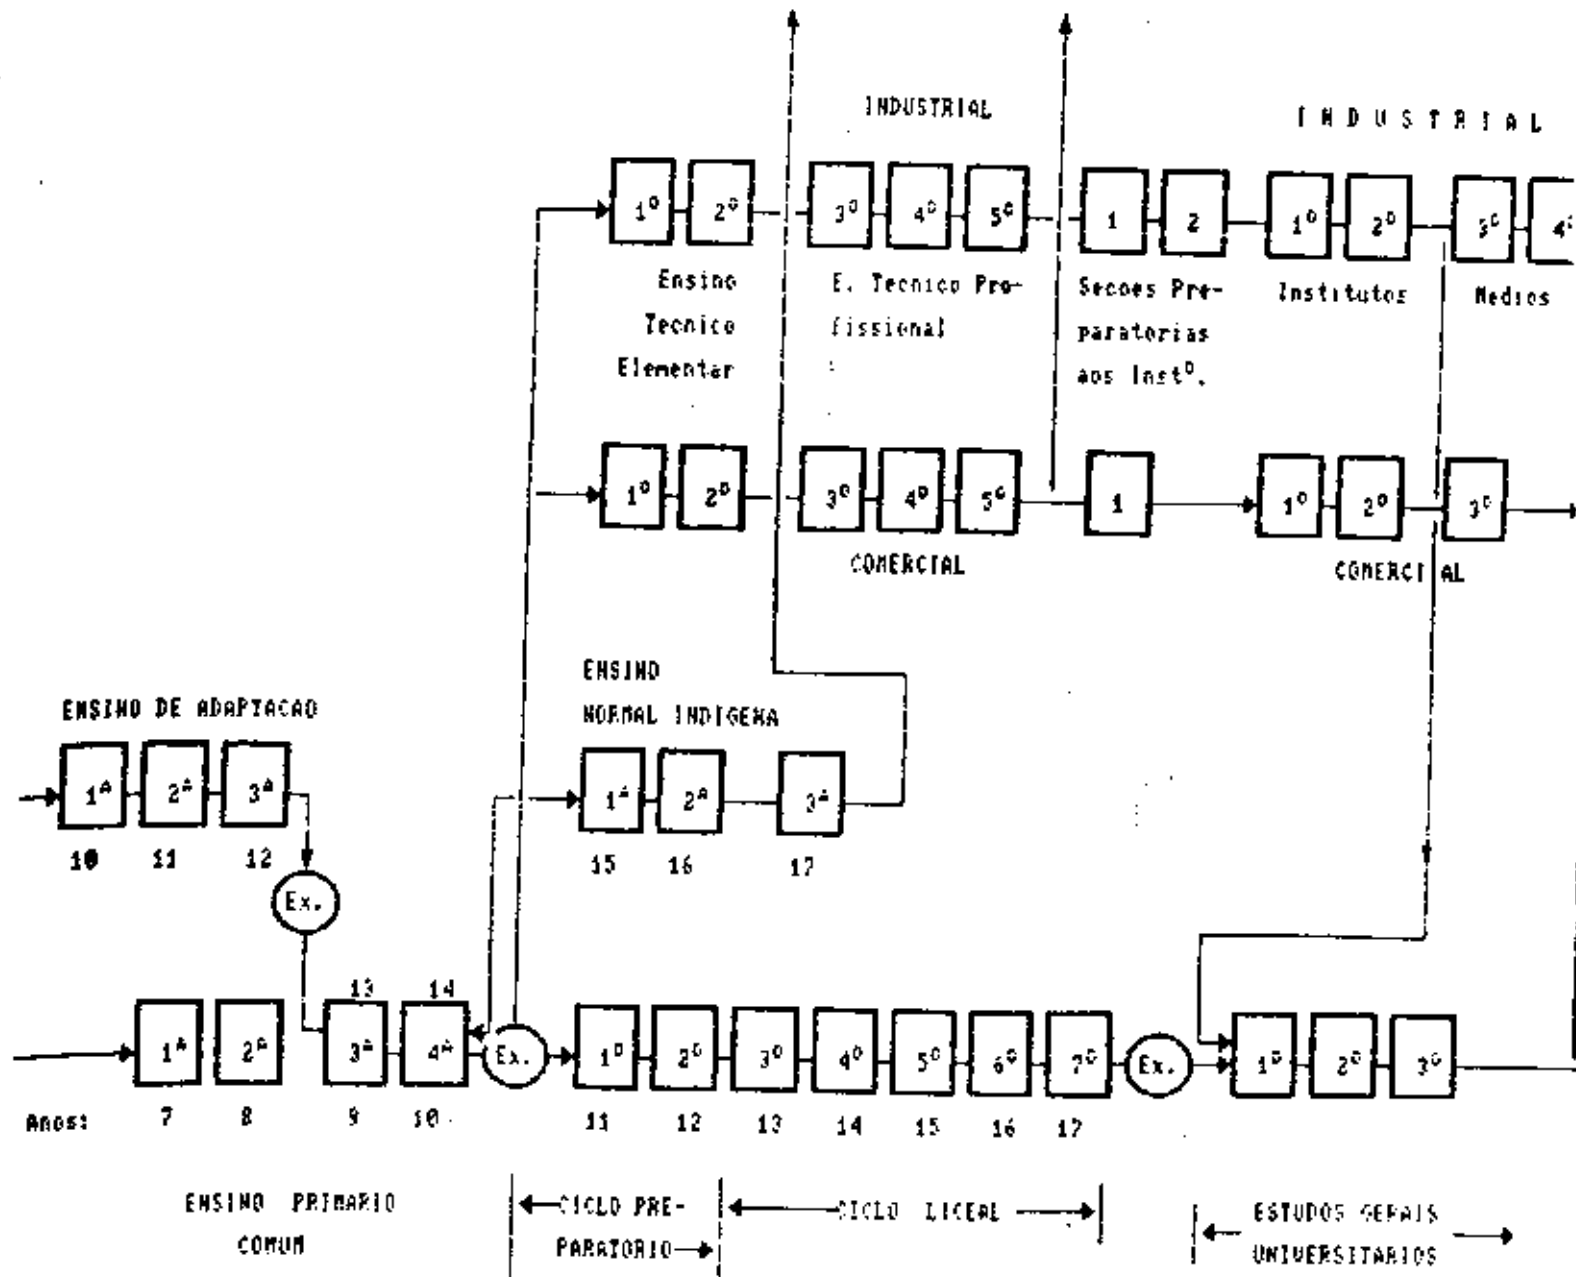 INDUSTRIAL
INDUSTRIAL
1º 2º 3º 4º 5º 1 2 1º 2º 3º 4º
Ensino
Tecnico
Elementar
E. Tecnico Pro-
fissional
Secoes Pre-
paratorias
aos Instº.
Institutos
Medios
1º 2º 3º 4º 5º 1 1º 2º 3º
COMERCIAL
COMERCIAL
ENSINO
NORMAL INDIGENA
ENSINO DE ADAPTACAO
1ª 2ª 3ª
1ª 2ª 3ª
10 11 12
15 16 17
Ex.
13 14
1ª 2ª 3ª 4ª Ex. 1º 2º 3º 4º 5º 6º 7º Ex. 1º 2º 3º
Anos: 7 8 9 10 11 12 13 14 15 16 17
ENSINO PRIMARIO
COMUM
CICLO PRE-
PARATORIO
CICLO LICEAL
ESTUDOS GERAIS
UNIVERSITARIOS